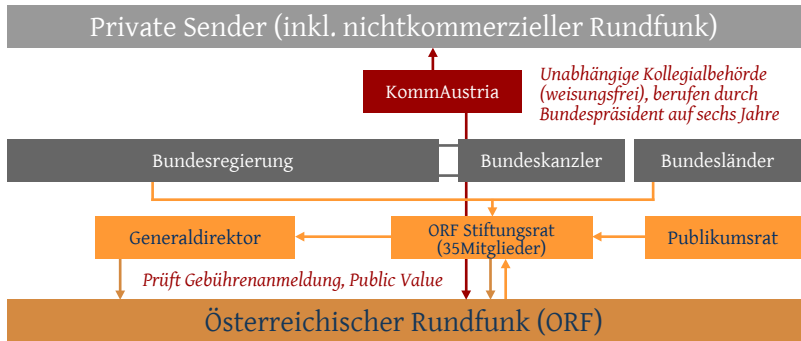 Private Sender (inkl. nichtkommerzieller Rundfunk)
KommAustria
Unabhängige Kollegialbehörde
(weisungsfrei), berufen durch
Bundespräsident auf sechs Jahre
Bundesregierung
Bundeskanzler
Bundesländer
Generaldirektor
ORF Stiftungsrat
(35Mitglieder)
Publikumsrat
Prüft Gebührenanmeldung, Public Value
Österreichischer Rundfunk (ORF)